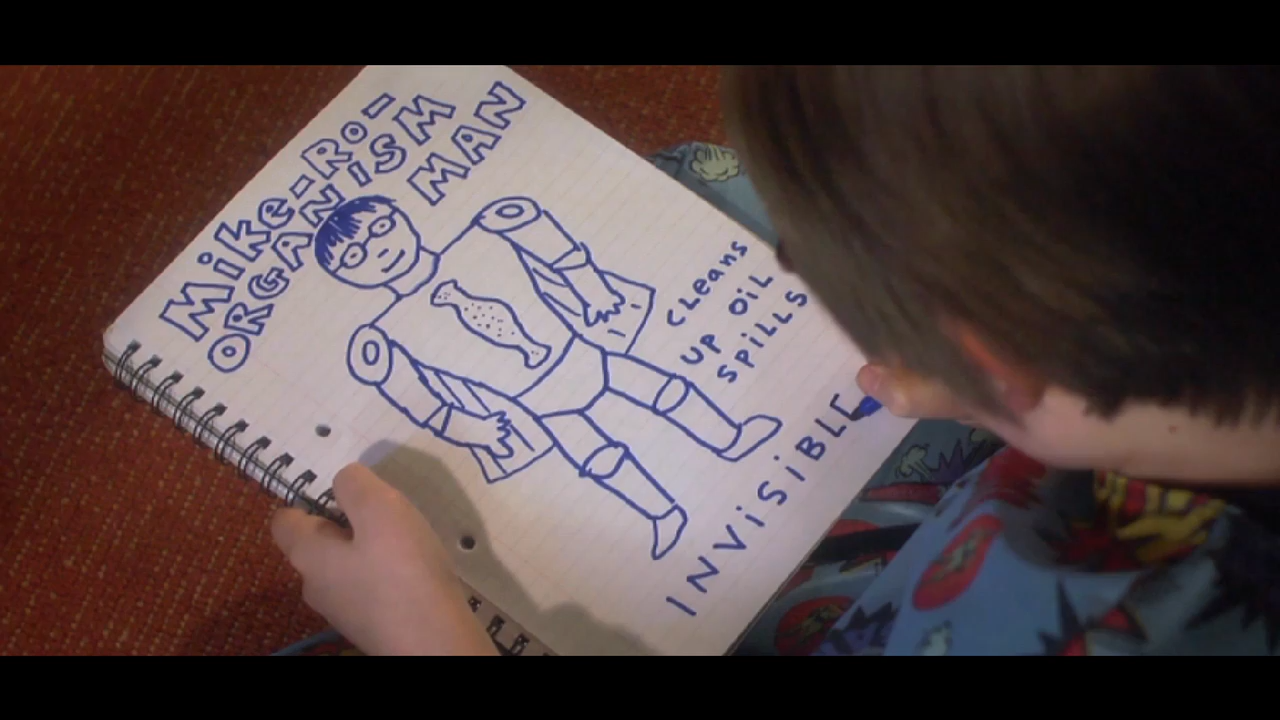 Mike-Ro-
ORGANISM
MAN
CLeans
UP OiL
SPiLLS
INViSiBLE